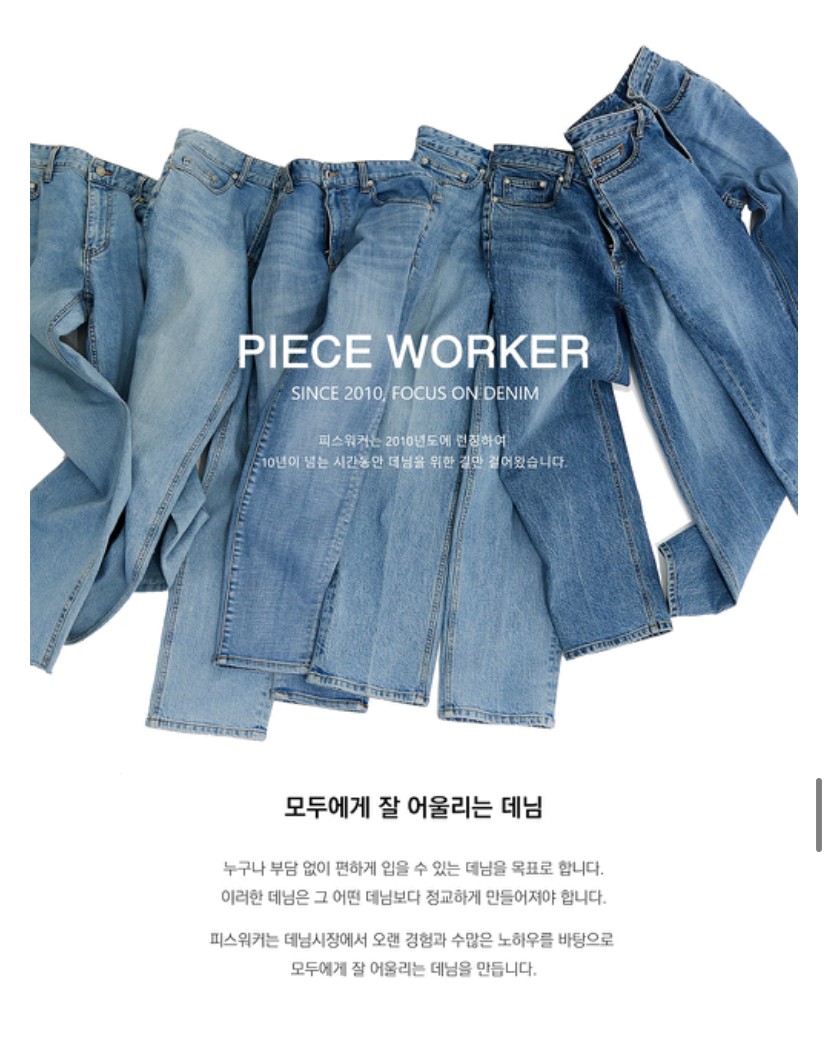 PIECE WORKER
SINCE 2010, FOCUS ON DENIM
피스워커는 2010년도에 런칭하여
10년이 넘는 시간동안 데님을 위한 길만 걸어왔습니다.
모두에게 잘 어울리는 데님
누구나 부담 없이 편하게 입을 수 있는 데님을 목표로 합니다.
이러한 데님은 그 어떤 데님보다 정교하게 만들어져야 합니다.
피스워커는 데님시장에서 오랜 경험과 수많은 노하우를 바탕으로
모두에게 잘 어울리는 데님을 만듭니다.